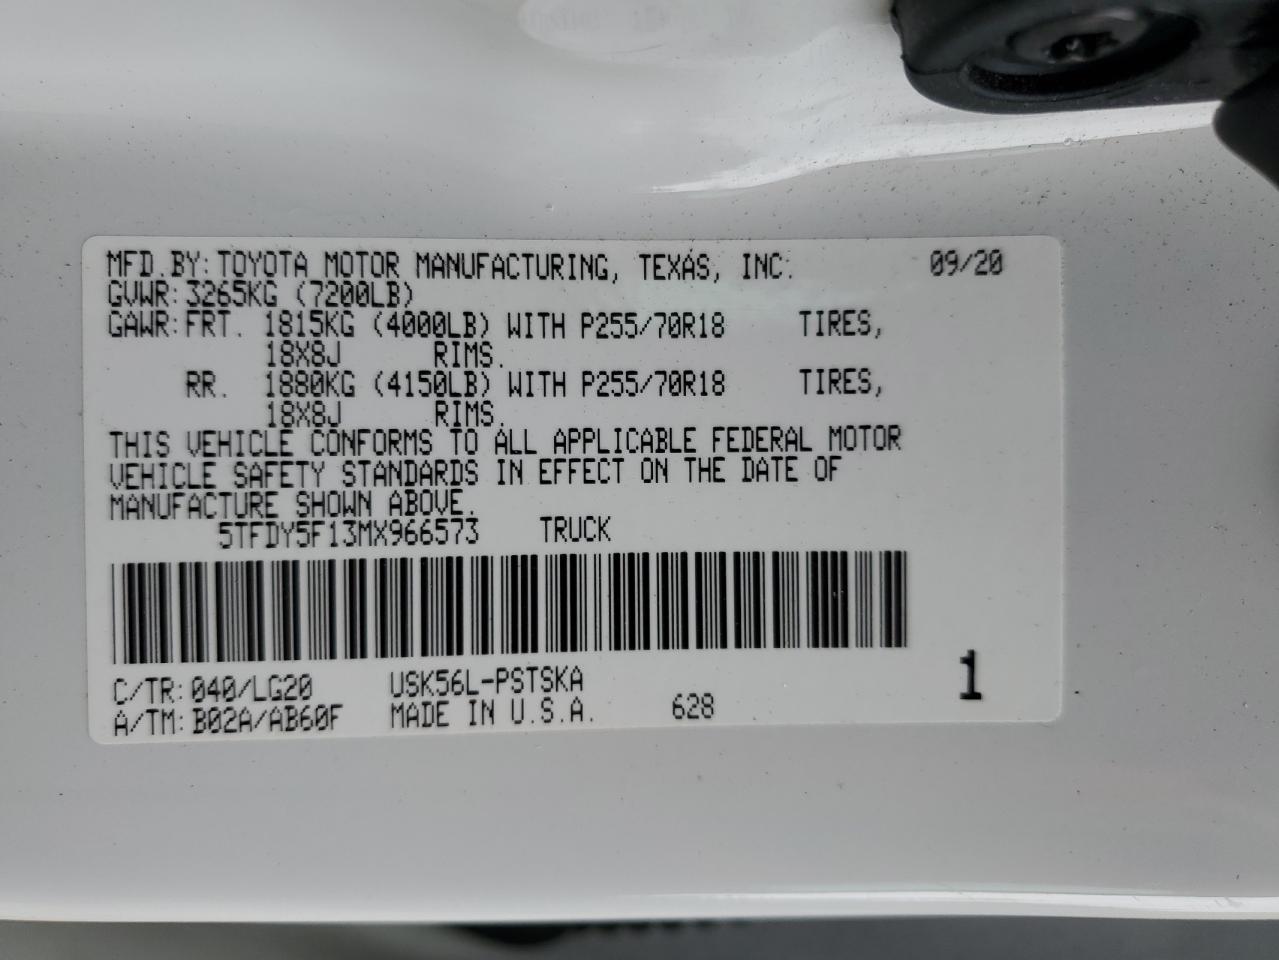 MFD.BY:TOYOTA MOTOR MANUFACTURING, TEXAS, INC. 09/20
GVWR:3265KG (7200LB)
GAWR:FRT. 1815KG (4000LB) WITH P255/70R18 TIRES,
18X8J RIMS.
RR. 1880KG (4150LB) WITH P255/70R18 TIRES,
18X8J RIMS.
THIS VEHICLE CONFORMS TO ALL APPLICABLE FEDERAL MOTOR
VEHICLE SAFETY STANDARDS IN EFFECT ON THE DATE OF
MANUFACTURE SHOWN ABOVE.
5TFDY5F13MX966573 TRUCK
C/TR:040/LG20 USK56L-PSTSKA 1
A/TM:B02A/AB60F MADE IN U.S.A. 628